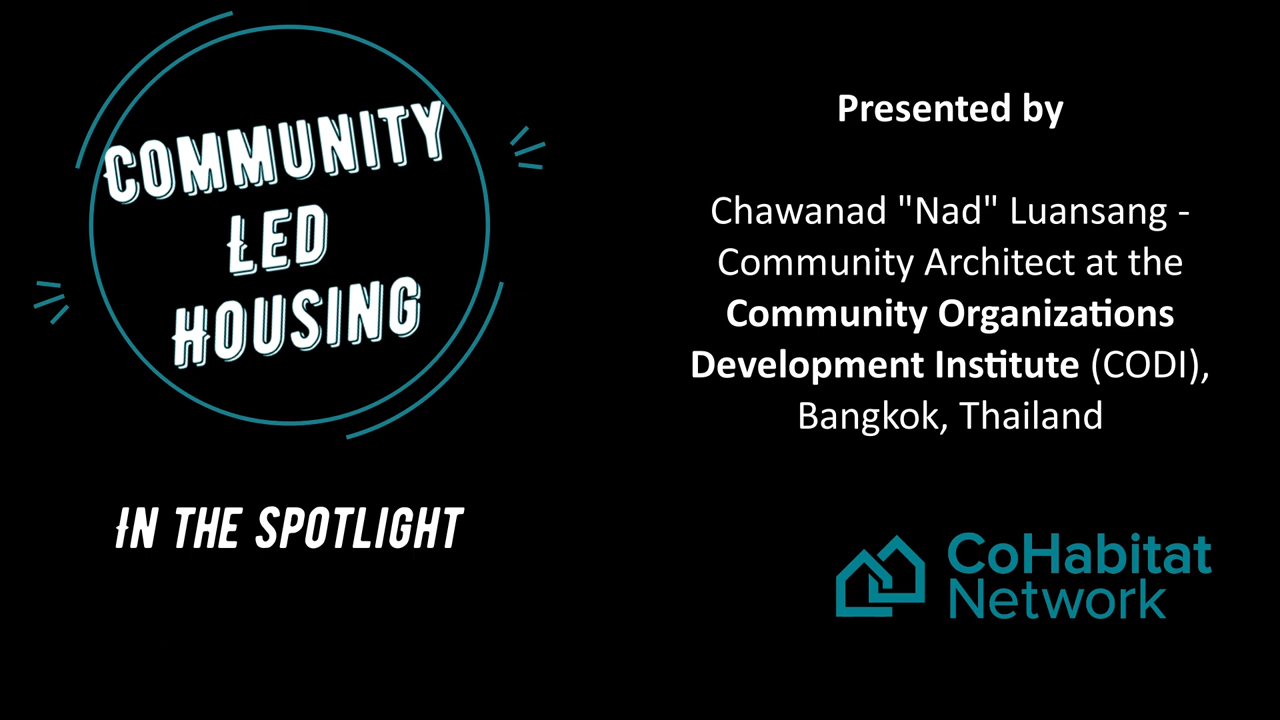 COMMUNITY
LED
HOUSING
IN THE SPOTLIGHT
Presented by
Chawanad "Nad" Luansang -
Community Architect at the
Community Organizations
Development Institute (CODI),
Bangkok, Thailand
CoHabitat
Network